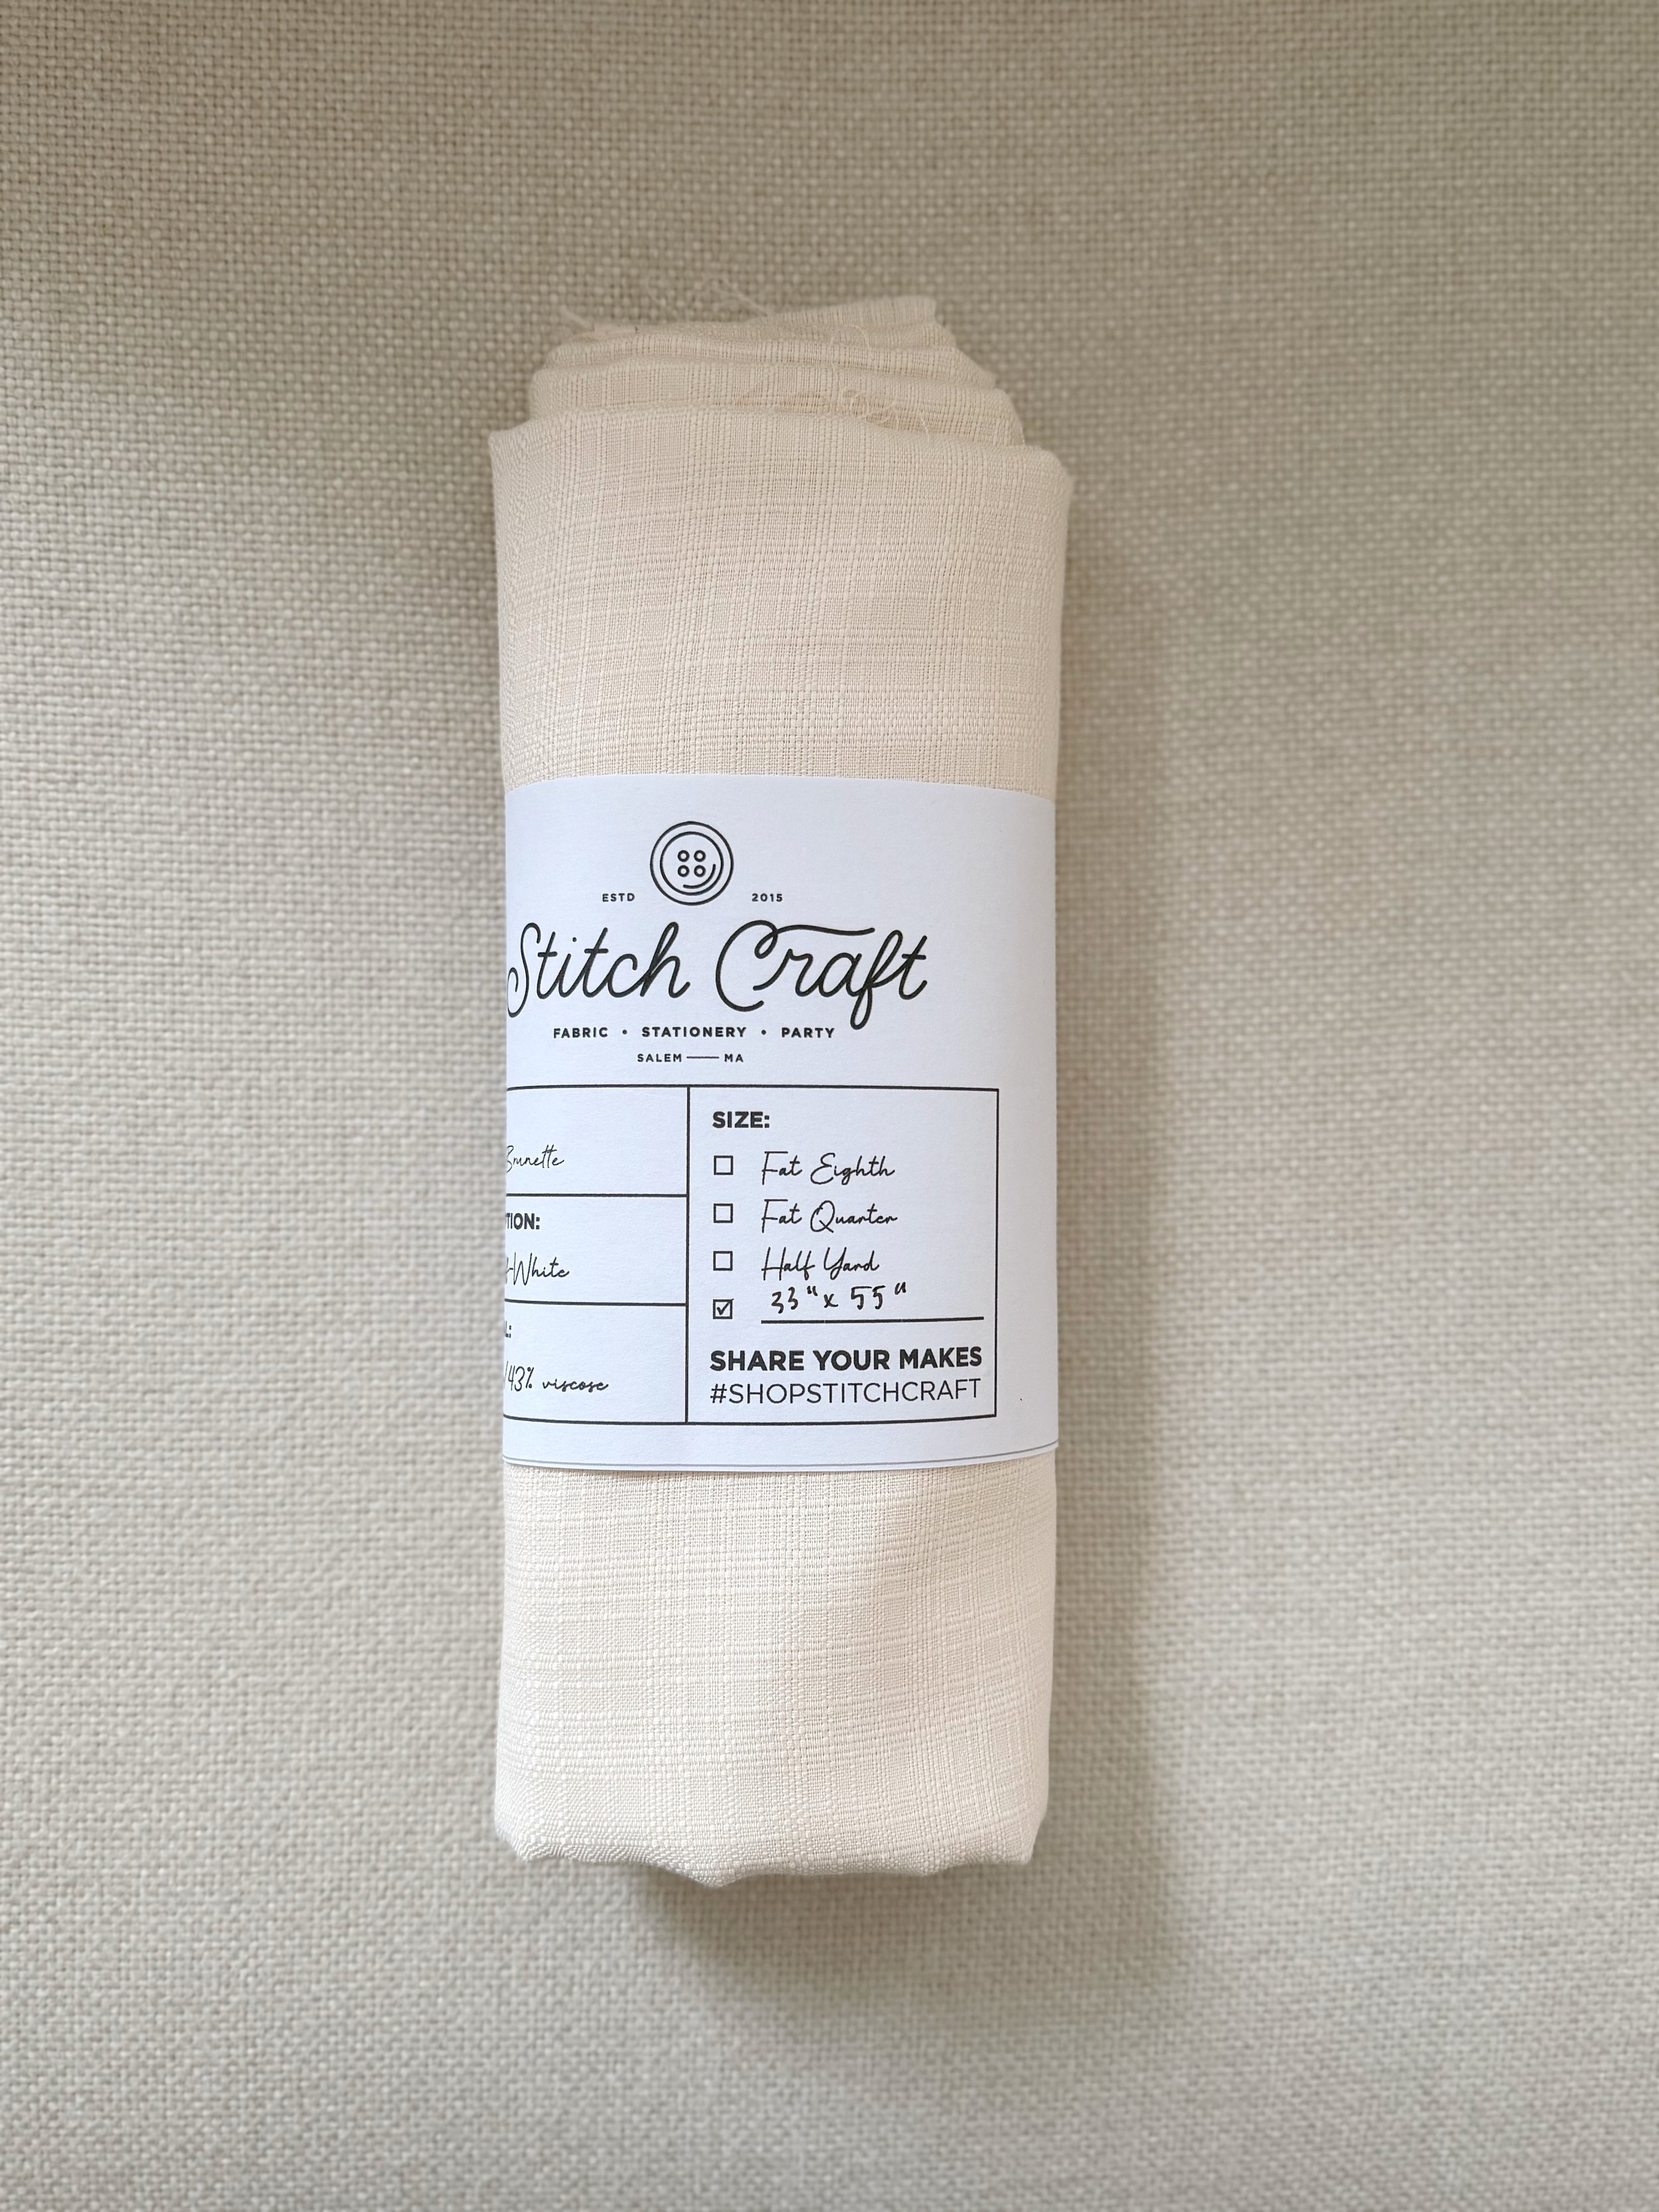 ESTD 2015
Stitch Craft
FABRIC • STATIONERY • PARTY
SALEM — MA
Brunette
TION:
-White
L:
/43% viscose
SIZE:
☐ Fat Eighth
☐ Fat Quarter
☐ Half Yard
☑ 33" x 55"
SHARE YOUR MAKES
#SHOPSTITCHCRAFT